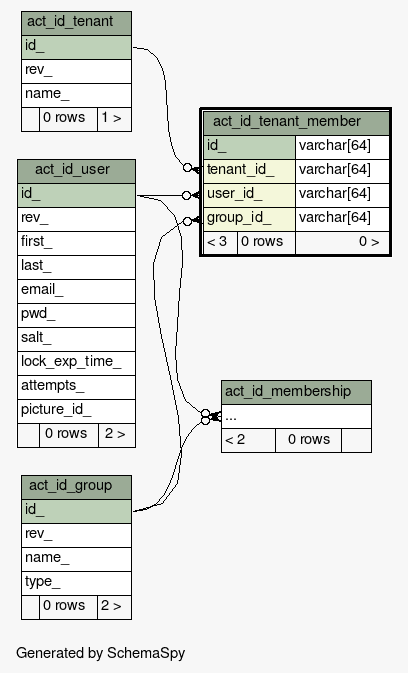 act_id_tenant
id_
rev_
name_
0 rows 1 >
act_id_tenant_member
id_ varchar[64]
tenant_id_ varchar[64]
user_id_ varchar[64]
group_id_ varchar[64]
< 3 0 rows 0 >
act_id_user
id_
rev_
first_
last_
email_
pwd_
salt_
lock_exp_time_
attempts_
picture_id_
0 rows 2 >
act_id_membership
...
< 2 0 rows
act_id_group
id_
rev_
name_
type_
0 rows 2 >
Generated by SchemaSpy